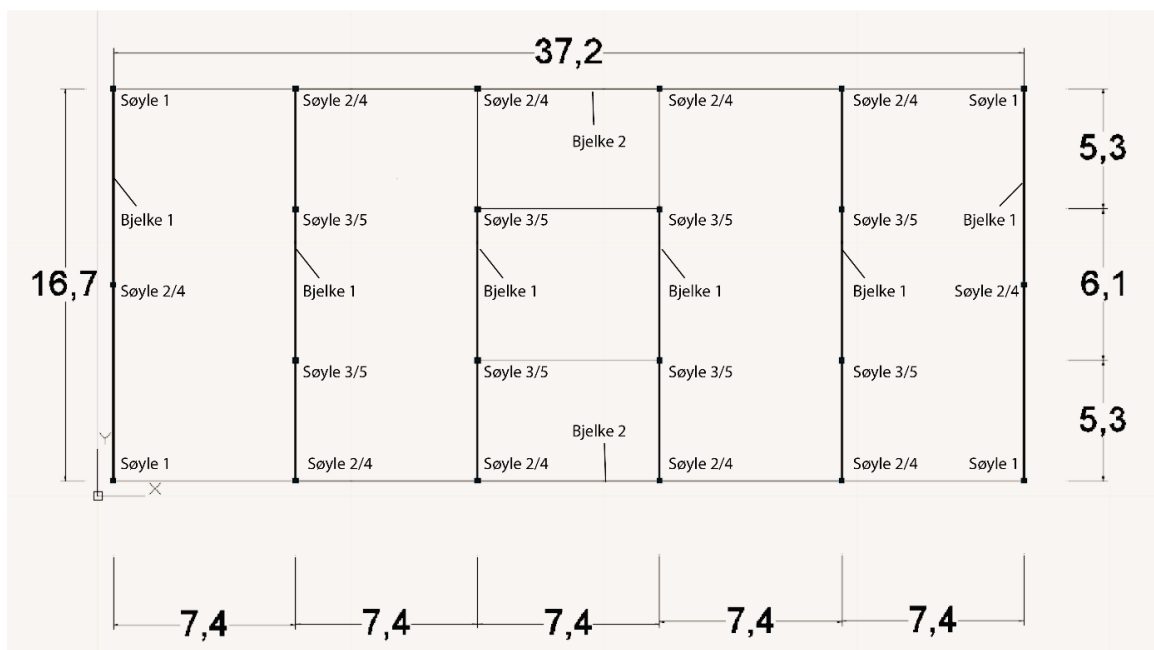 37,2
Søyle 1 Søyle 2/4 Søyle 2/4 Søyle 2/4 Søyle 2/4 Søyle 1
Bjelke 2
5,3
Bjelke 1 Søyle 3/5 Søyle 3/5 Søyle 3/5 Søyle 3/5 Bjelke 1
16,7 Søyle 2/4 Bjelke 1 Bjelke 1 Bjelke 1 Bjelke 1 Søyle 2/4 6,1
Søyle 3/5 Søyle 3/5 Søyle 3/5 Søyle 3/5
5,3
Bjelke 2
Y
Søyle 1 Søyle 2/4 Søyle 2/4 Søyle 2/4 Søyle 2/4 Søyle 1
X
7,4 7,4 7,4 7,4 7,4